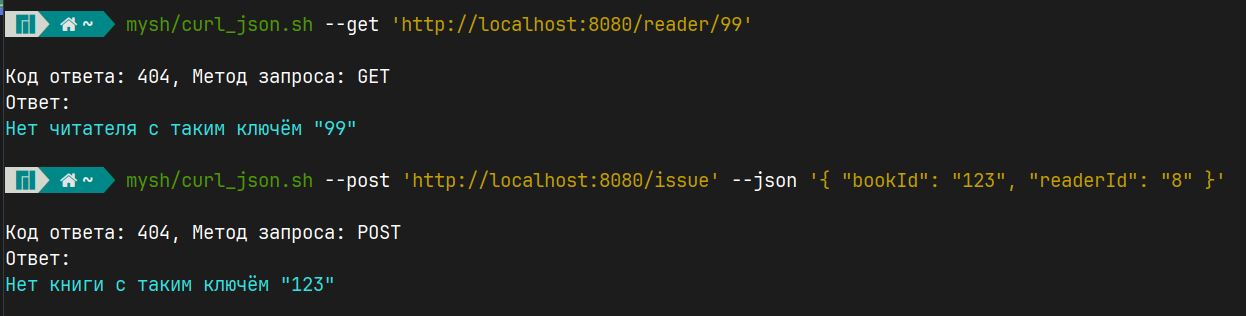 ~ mysh/curl_json.sh --get 'http://localhost:8080/reader/99'
Код ответа: 404, Метод запроса: GET
Ответ:
Нет читателя с таким ключём "99"
~ mysh/curl_json.sh --post 'http://localhost:8080/issue' --json '{ "bookId": "123", "readerId": "8" }'
Код ответа: 404, Метод запроса: POST
Ответ:
Нет книги с таким ключём "123"